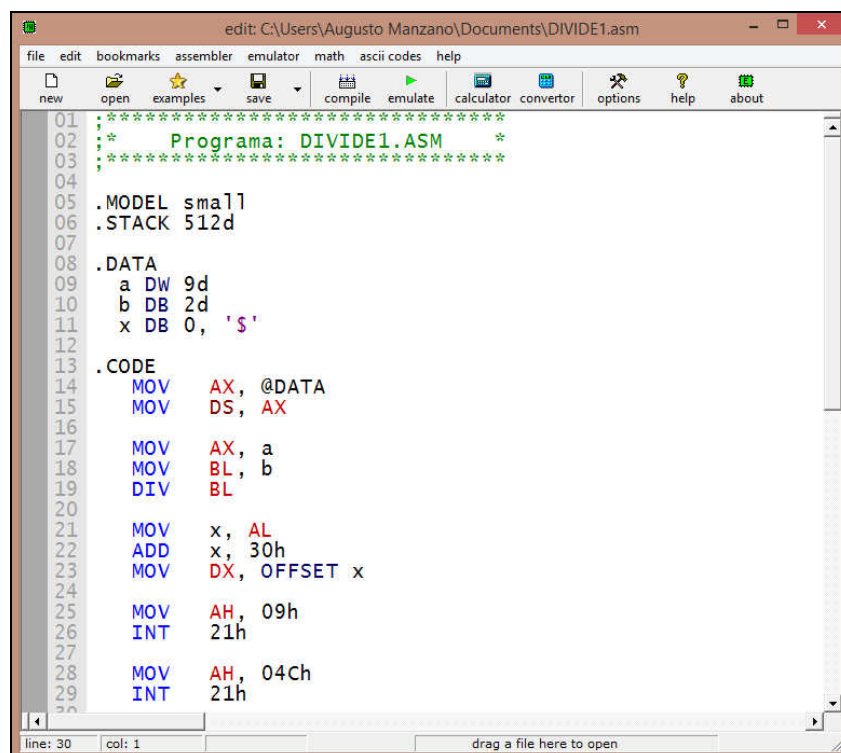 edit: C:\Users\Augusto Manzano\Documents\DIVIDE1.asm
file edit bookmarks assembler emulator math ascii codes help
new open examples save compile emulate calculator convertor options help about
01 ;*******************************
02 ;*    Programa: DIVIDE1.ASM    *
03 ;*******************************
04
05 .MODEL small
06 .STACK 512d
07
08 .DATA
09   a DW 9d
10   b DB 2d
11   x DB 0, '$'
12
13 .CODE
14    MOV   AX, @DATA
15    MOV   DS, AX
16
17    MOV   AX, a
18    MOV   BL, b
19    DIV   BL
20
21    MOV   x, AL
22    ADD   x, 30h
23    MOV   DX, OFFSET x
24
25    MOV   AH, 09h
26    INT   21h
27
28    MOV   AH, 04Ch
29    INT   21h
30
line: 30 col: 1 drag a file here to open